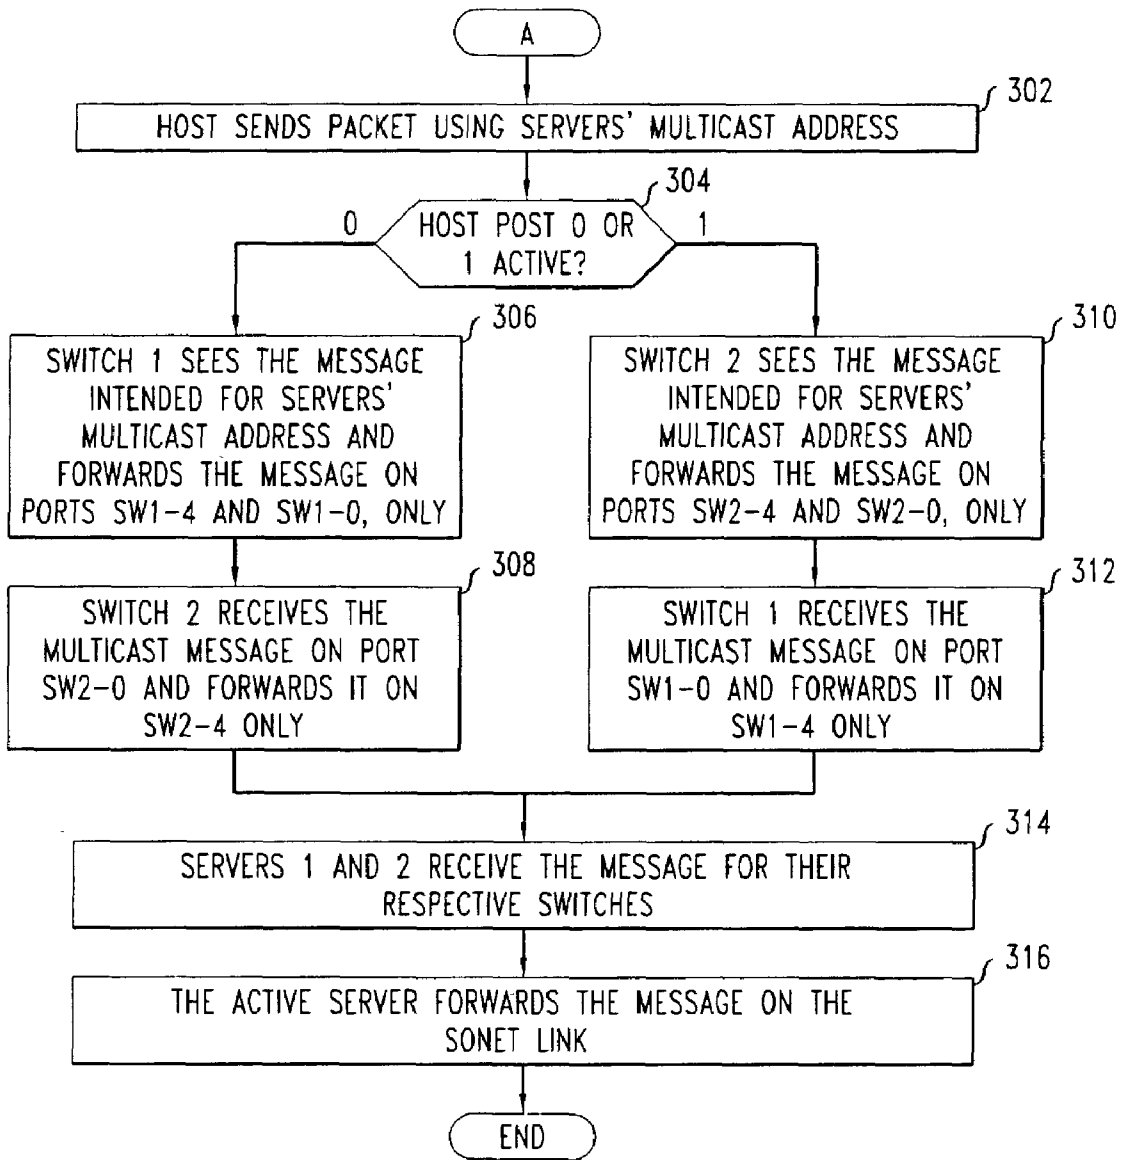 A
302
HOST SENDS PACKET USING SERVERS' MULTICAST ADDRESS
304
0
HOST POST 0 OR
1 ACTIVE?
1
306
SWITCH 1 SEES THE MESSAGE
INTENDED FOR SERVERS'
MULTICAST ADDRESS AND
FORWARDS THE MESSAGE ON
PORTS SW1-4 AND SW1-0, ONLY
310
SWITCH 2 SEES THE MESSAGE
INTENDED FOR SERVERS'
MULTICAST ADDRESS AND
FORWARDS THE MESSAGE ON
PORTS SW2-4 AND SW2-0, ONLY
308
SWITCH 2 RECEIVES THE
MULTICAST MESSAGE ON PORT
SW2-0 AND FORWARDS IT ON
SW2-4 ONLY
312
SWITCH 1 RECEIVES THE
MULTICAST MESSAGE ON PORT
SW1-0 AND FORWARDS IT ON
SW1-4 ONLY
314
SERVERS 1 AND 2 RECEIVE THE MESSAGE FOR THEIR
RESPECTIVE SWITCHES
316
THE ACTIVE SERVER FORWARDS THE MESSAGE ON THE
SONET LINK
END